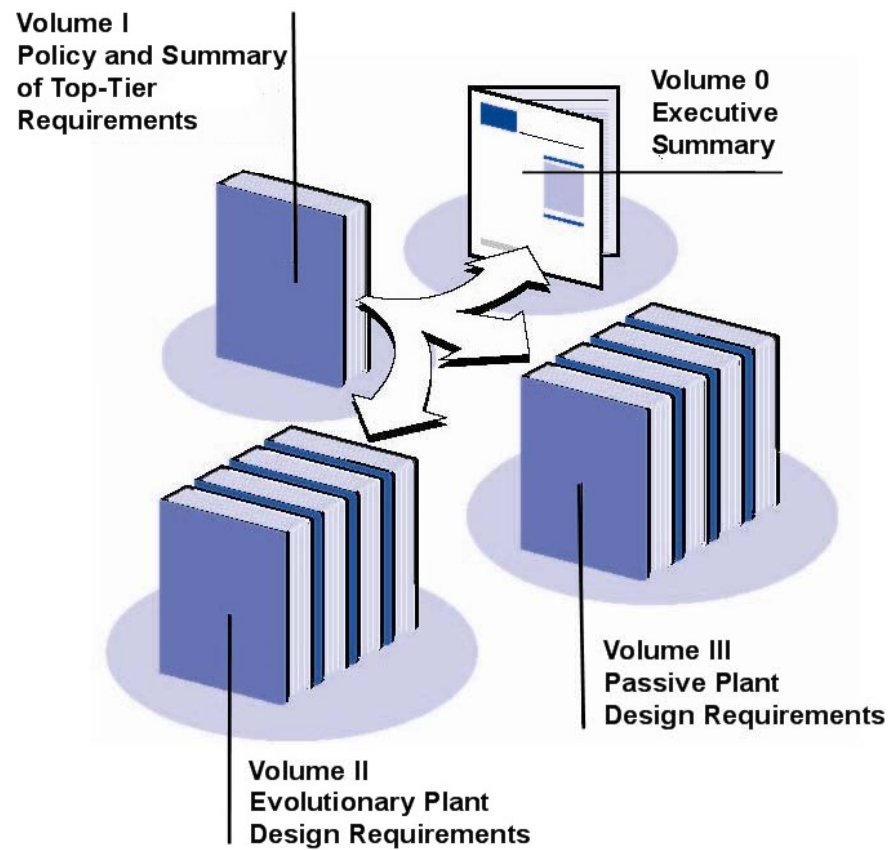 Volume I
Policy and Summary
of Top-Tier
Requirements
Volume 0
Executive
Summary
Volume III
Passive Plant
Design Requirements
Volume II
Evolutionary Plant
Design Requirements